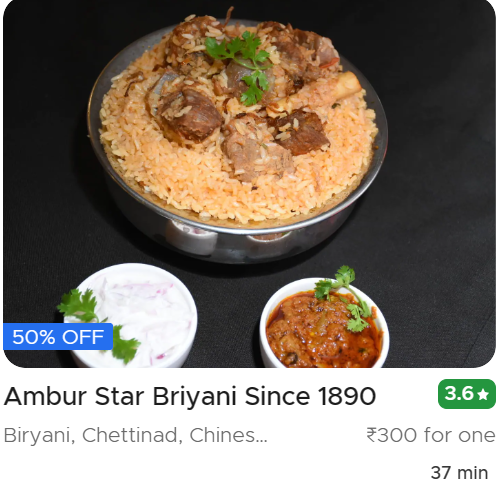 50% OFF
Ambur Star Briyani Since 1890 3.6★
Biryani, Chettinad, Chines... ₹300 for one
37 min